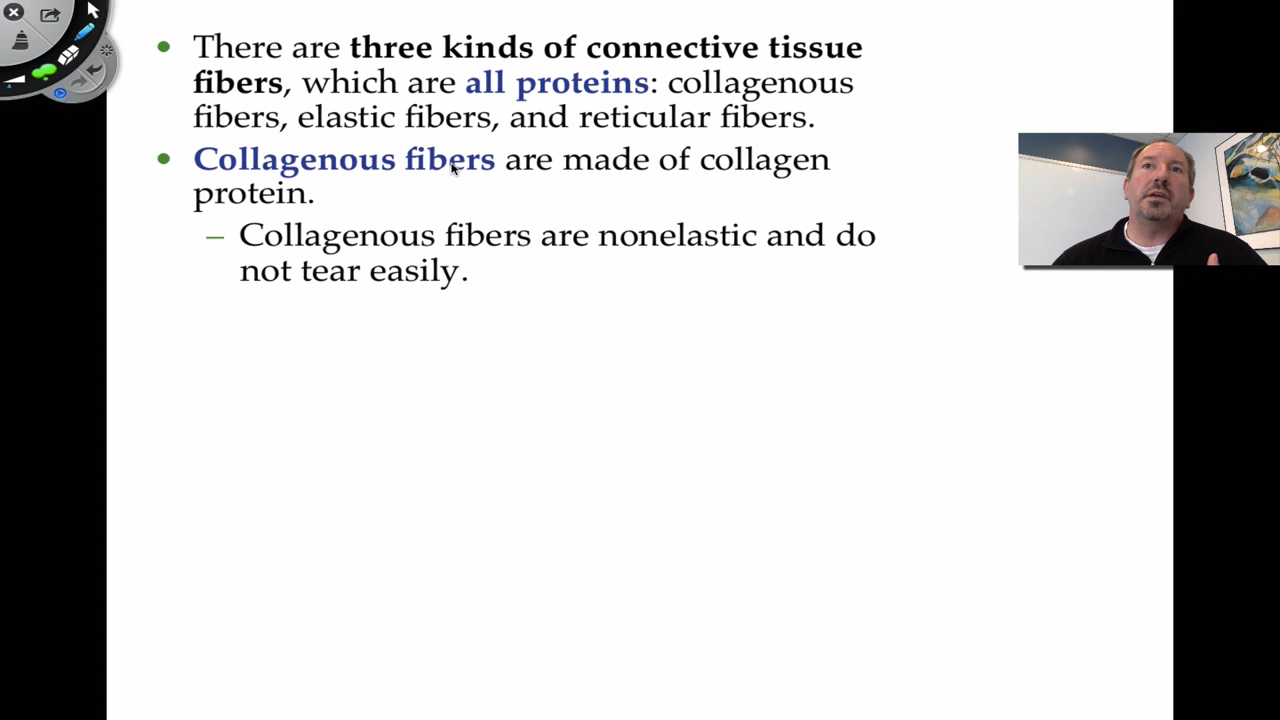 • There are three kinds of connective tissue
fibers, which are all proteins: collagenous
fibers, elastic fibers, and reticular fibers.
• Collagenous fibers are made of collagen
protein.
– Collagenous fibers are nonelastic and do
not tear easily.